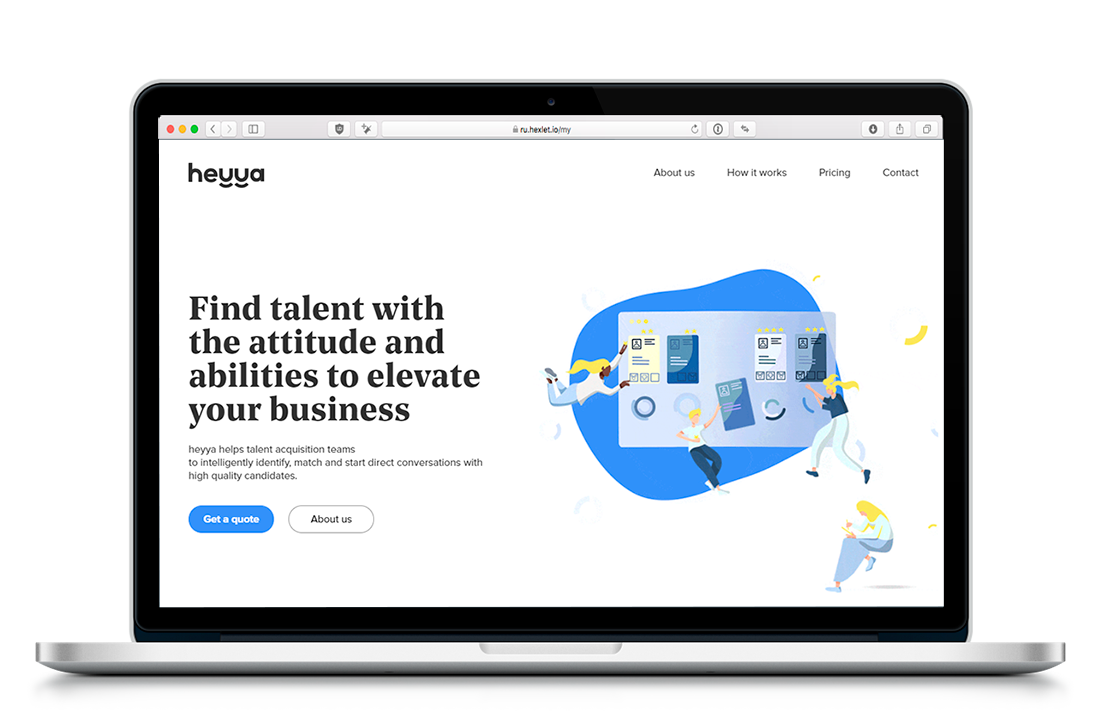 ru.hexlet.io/my
heyya
About us
How it works
Pricing
Contact
Find talent with
the attitude and
abilities to elevate
your business
heyya helps talent acquisition teams
to intelligently identify, match and start direct conversations with
high quality candidates.
Get a quote
About us